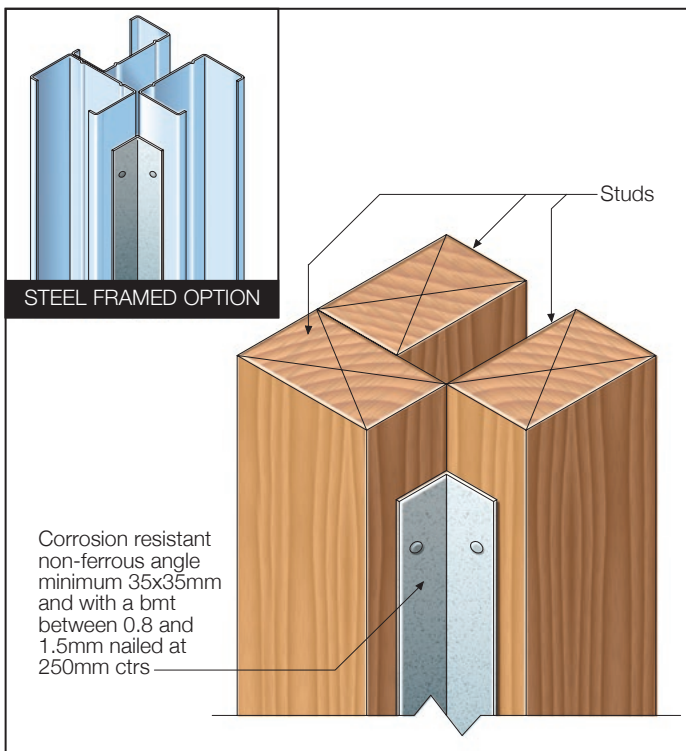 STEEL FRAMED OPTION
Studs
Corrosion resistant
non-ferrous angle
minimum 35x35mm
and with a bmt
between 0.8 and
1.5mm nailed at
250mm ctrs